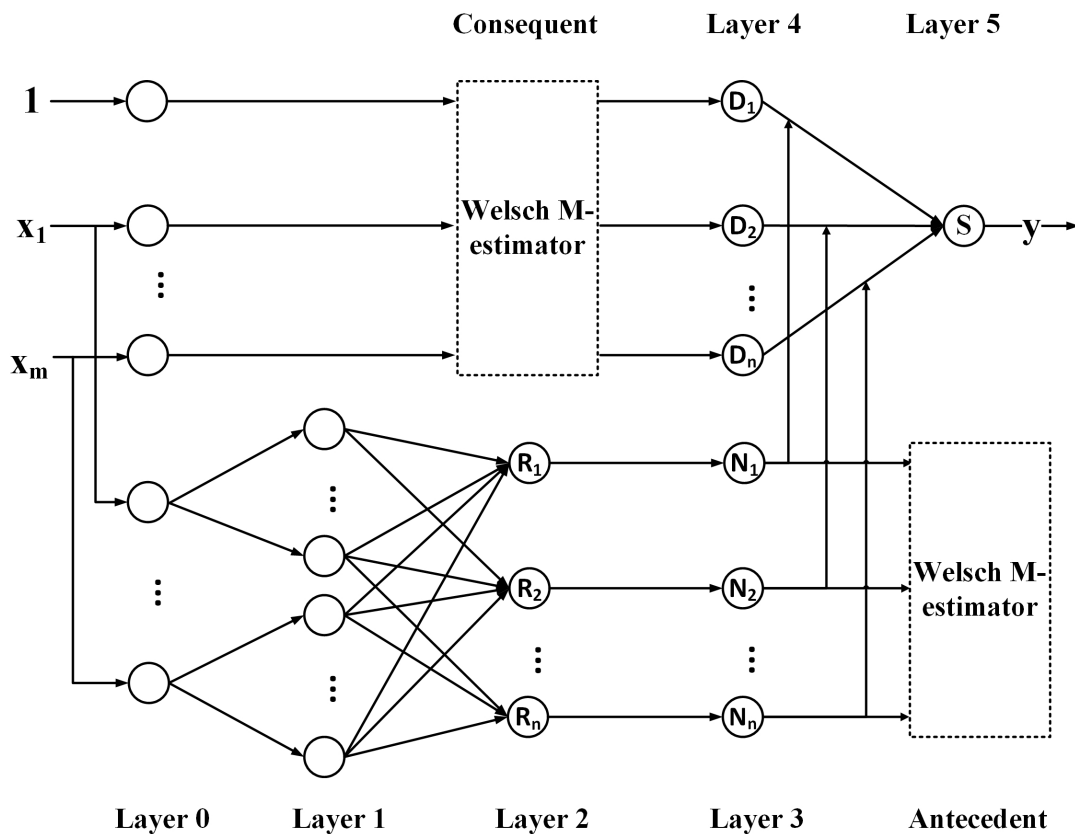 Consequent Layer 4 Layer 5
1 D1
x1 Welsch M-
estimator D2 S y
...
...
xm Dn
R1 N1
...
R2 N2 Welsch M-
estimator
...
...
...
...
Rn Nn
Layer 0 Layer 1 Layer 2 Layer 3 Antecedent